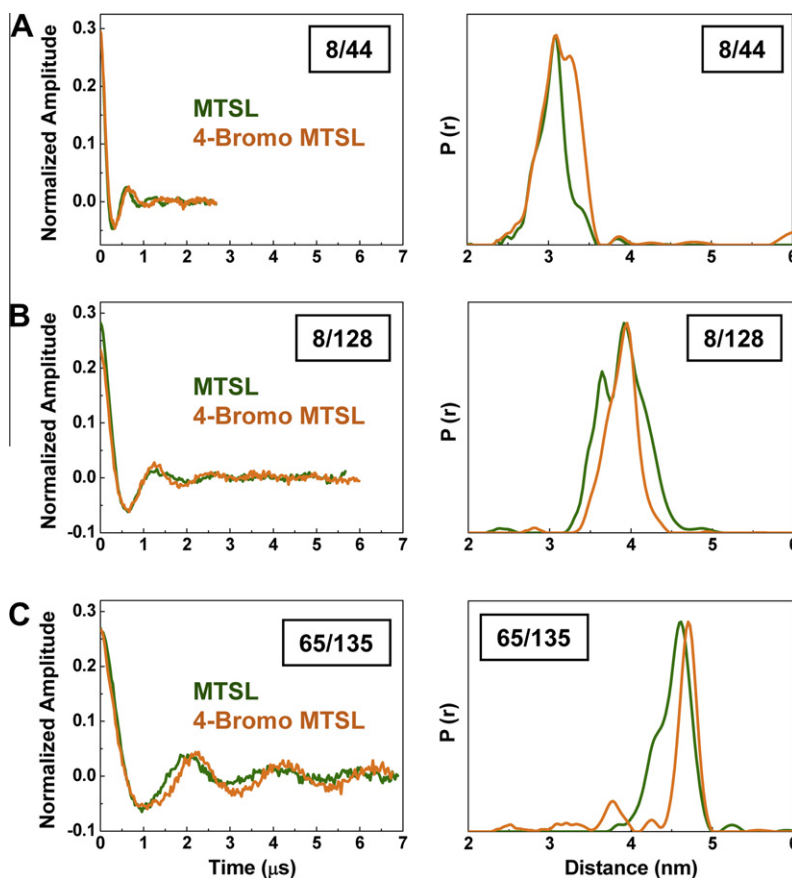 A
Normalized Amplitude
0.3
0.2
0.1
0.0
8/44
MTSL
4-Bromo MTSL
0 1 2 3 4 5 6 7
P (r)
8/44
2 3 4 5 6
B
Normalized Amplitude
0.3
0.2
0.1
0.0
-0.1
8/128
MTSL
4-Bromo MTSL
0 1 2 3 4 5 6 7
P (r)
8/128
2 3 4 5 6
C
Normalized Amplitude
0.3
0.2
0.1
0.0
-0.1
65/135
MTSL
4-Bromo MTSL
0 1 2 3 4 5 6 7
Time (μs)
P (r)
65/135
2 3 4 5 6
Distance (nm)